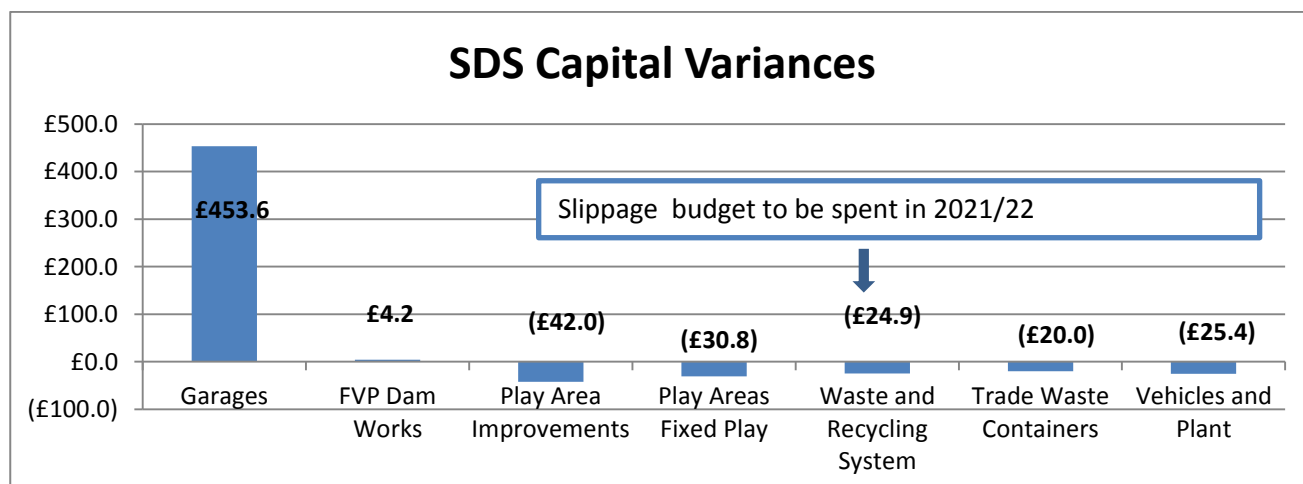 SDS Capital Variances
£500.0
£400.0
£300.0
£200.0
£100.0
£0.0
(£100.0)
£453.6
£4.2
(£42.0)
(£30.8)
(£24.9)
(£20.0)
(£25.4)
Slippage budget to be spent in 2021/22
Garages
FVP Dam
Works
Play Area
Improvements
Play Areas
Fixed Play
Waste and
Recycling
System
Trade Waste
Containers
Vehicles and
Plant